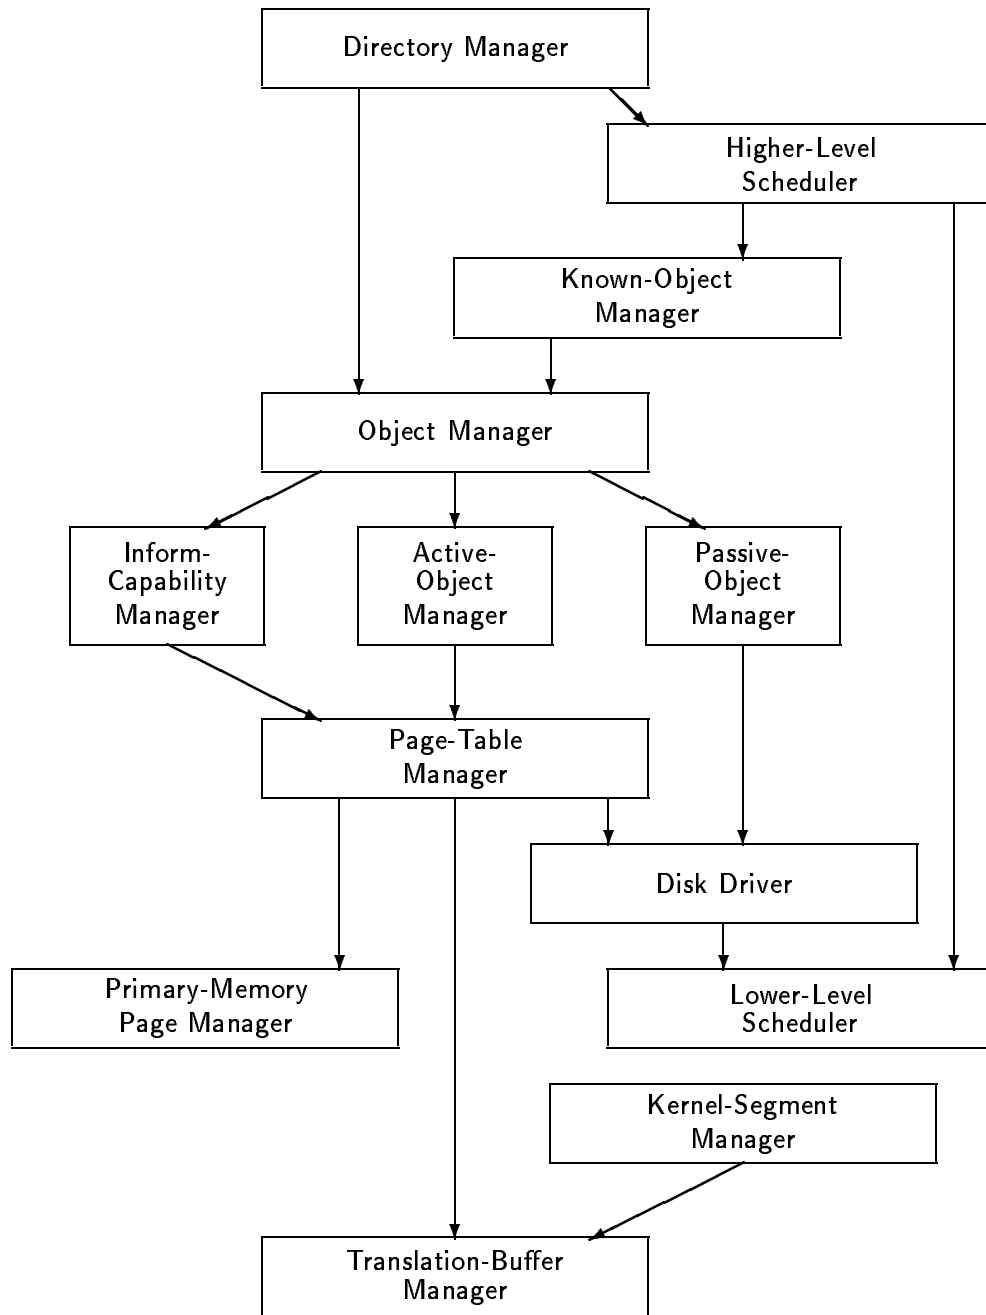 Directory Manager
Higher-Level
Scheduler
Known-Object
Manager
Object Manager
Inform-
Capability
Manager
Active-
Object
Manager
Passive-
Object
Manager
Page-Table
Manager
Disk Driver
Primary-Memory
Page Manager
Lower-Level
Scheduler
Kernel-Segment
Manager
Translation-Buffer
Manager